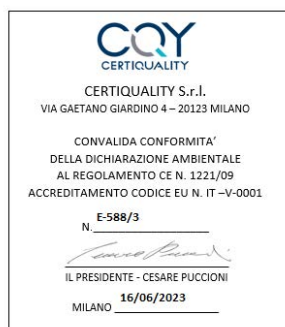 CQY
CERTIQUALITY
CERTIQUALITY S.r.l.
VIA GAETANO GIARDINO 4 – 20123 MILANO
CONVALIDA CONFORMITA’
DELLA DICHIARAZIONE AMBIENTALE
AL REGOLAMENTO CE N. 1221/09
ACCREDITAMENTO CODICE EU N. IT –V-0001
N. E-588/3
IL PRESIDENTE - CESARE PUCCIONI
MILANO 16/06/2023